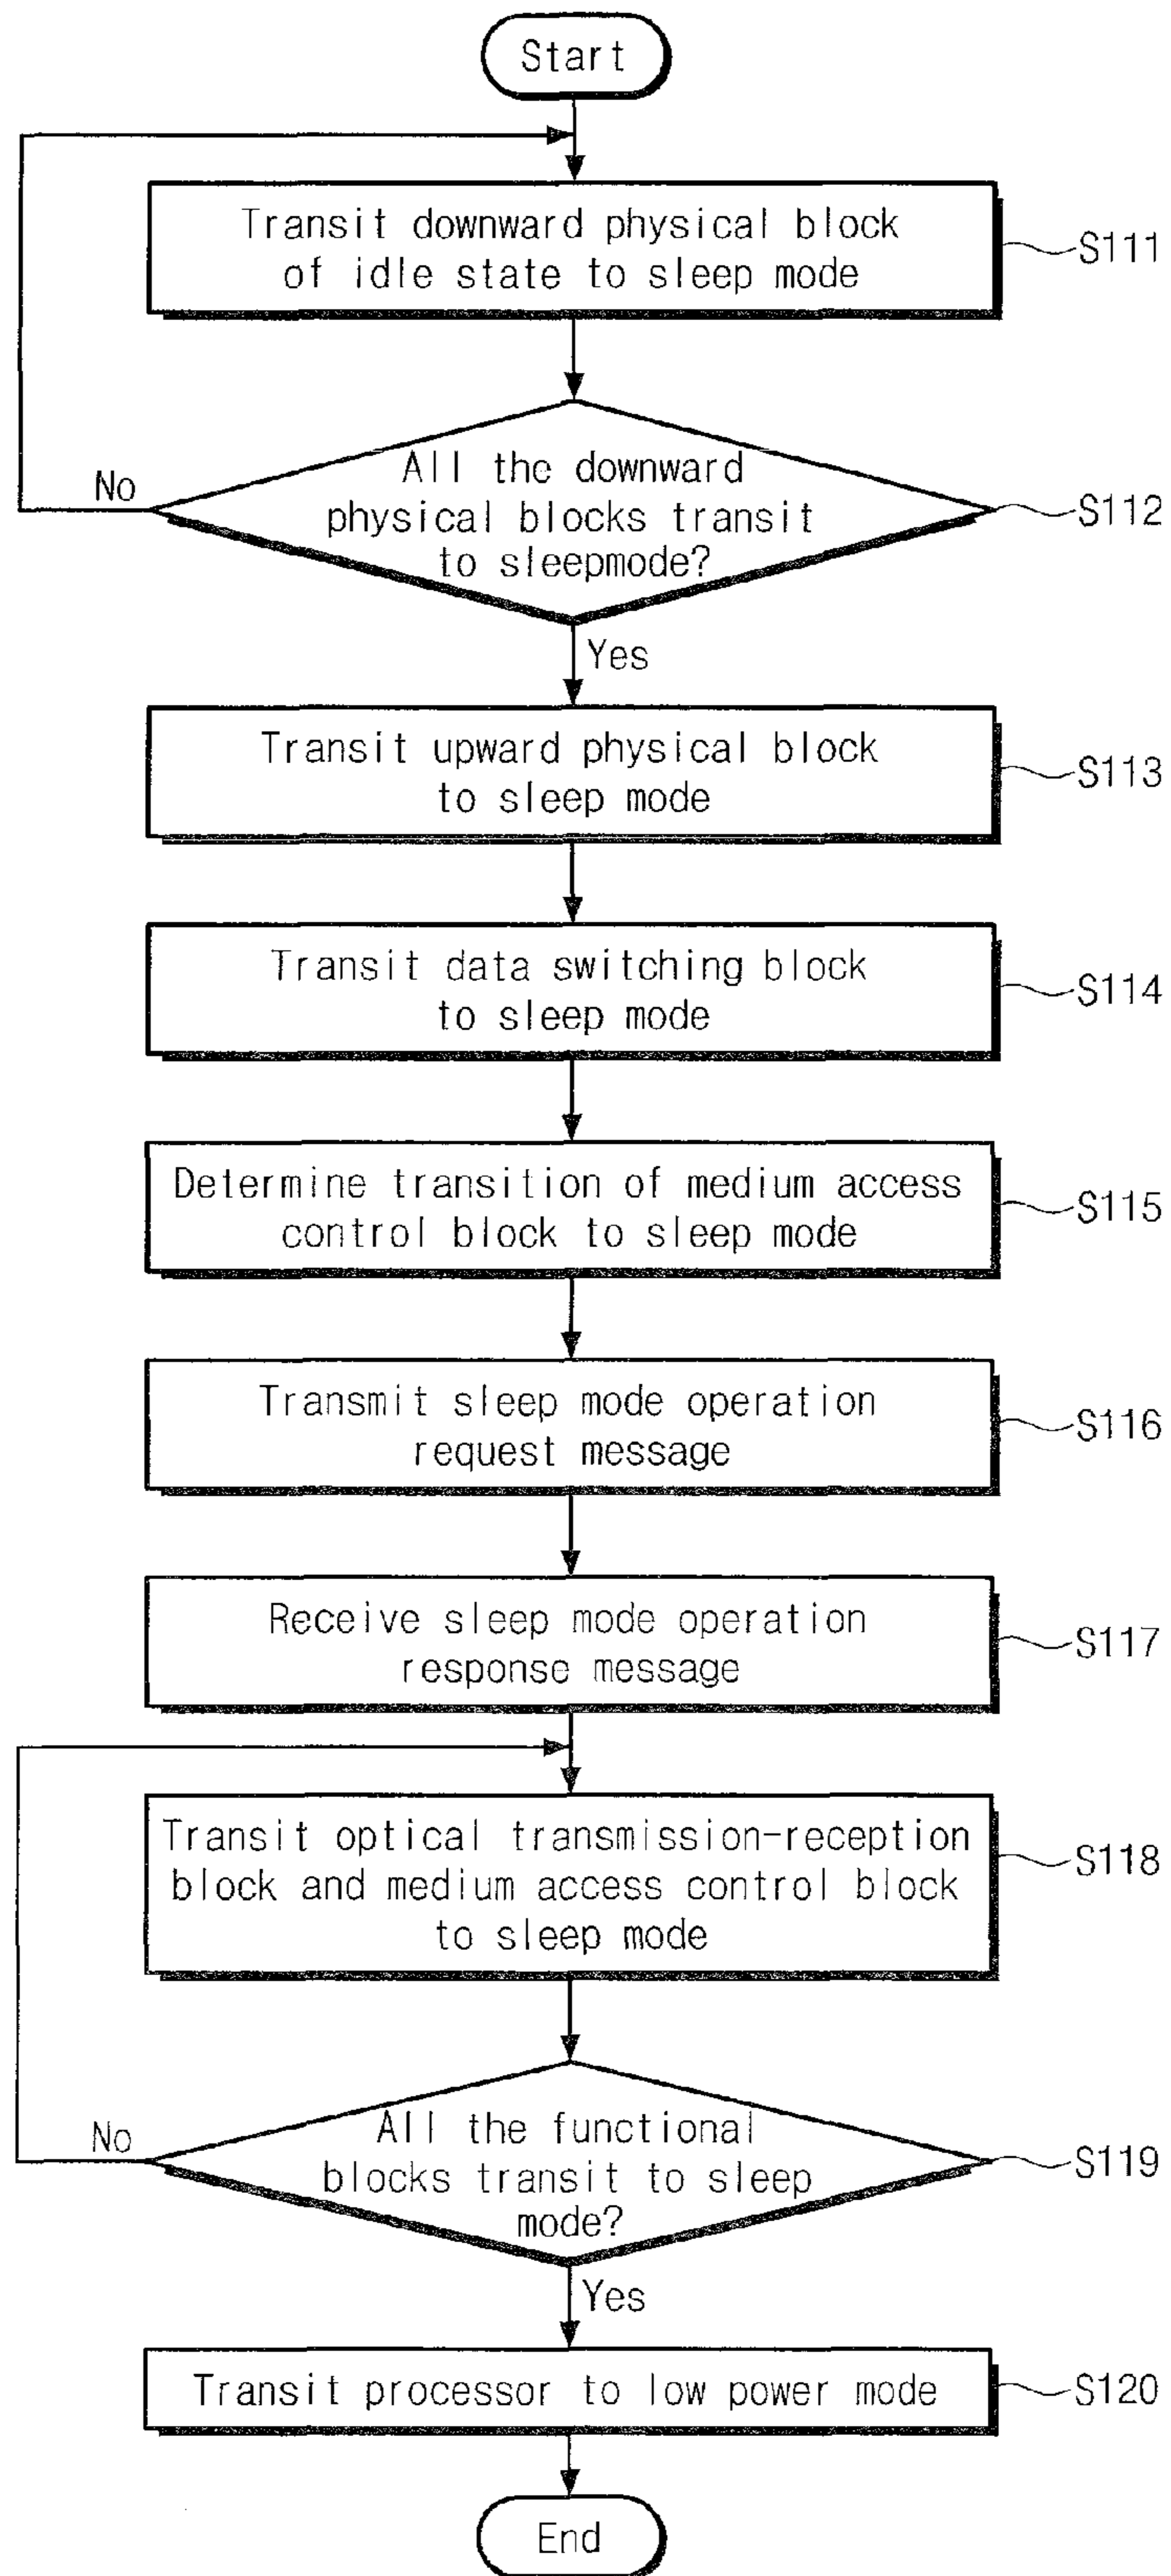 Start
Transit downward physical block
of idle state to sleep mode
S111
All the downward
physical blocks transit
to sleepmode?
S112
No
Yes
Transit upward physical block
to sleep mode
S113
Transit data switching block
to sleep mode
S114
Determine transition of medium access
control block to sleep mode
S115
Transmit sleep mode operation
request message
S116
Receive sleep mode operation
response message
S117
Transit optical transmission-reception
block and medium access control block
to sleep mode
S118
All the functional
blocks transit to sleep
mode?
S119
No
Yes
Transit processor to low power mode
S120
End